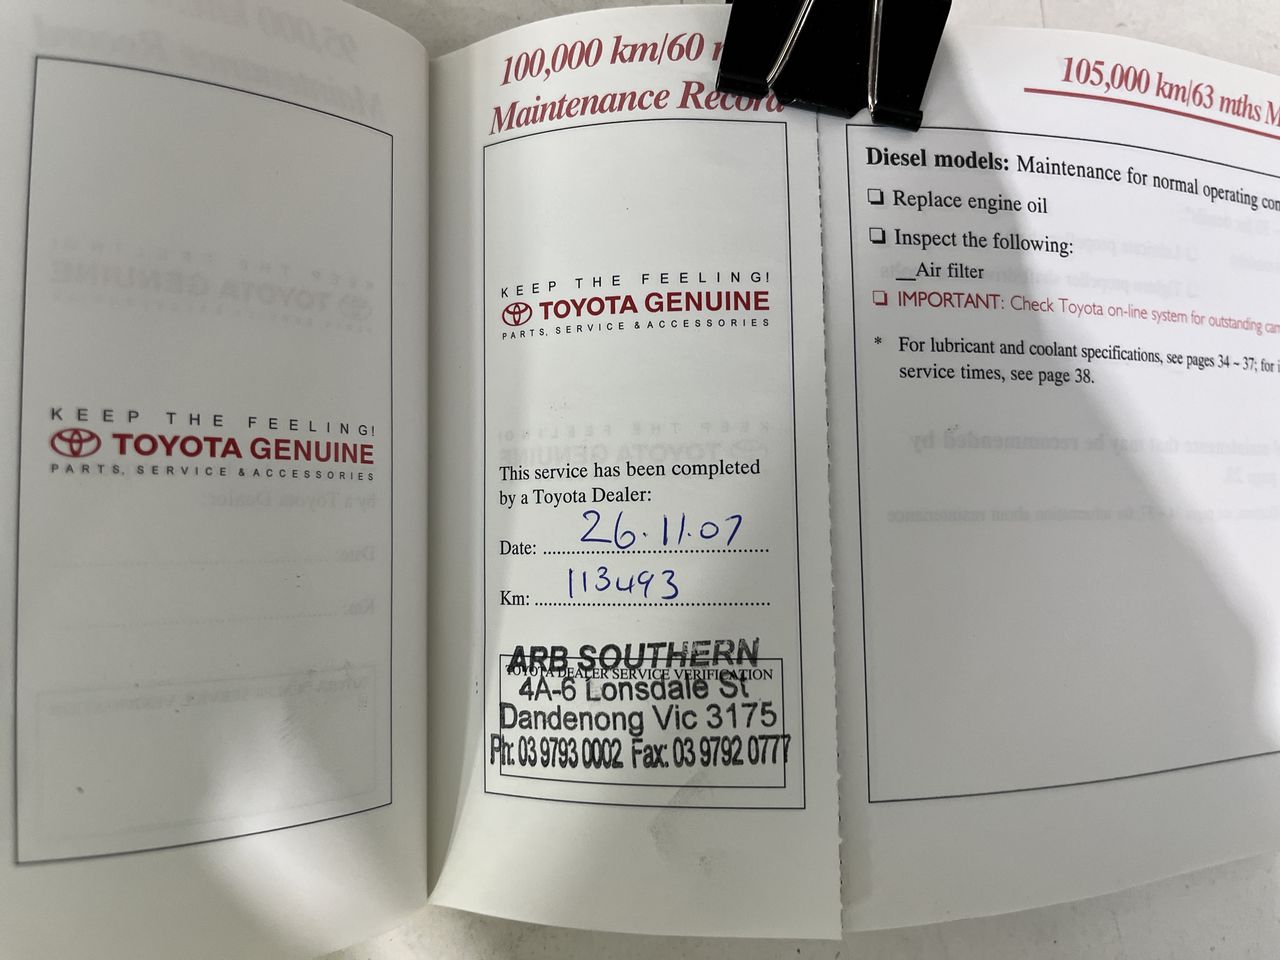 KEEP THE FEELING!
TOYOTA GENUINE
PARTS, SERVICE & ACCESSORIES
100,000 km/60
Maintenance Record
KEEP THE FEELING!
TOYOTA GENUINE
PARTS, SERVICE & ACCESSORIES
This service has been completed
by a Toyota Dealer:
Date: 26.11.07
Km: 113493
ARB SOUTHERN
TOYOTA DEALER SERVICE VERIFICATION
4A-6 Lonsdale St
Dandenong Vic 3175
Ph: 03 9793 0002 Fax: 03 9792 0777
105,000 km/63 mths M
Diesel models: Maintenance for normal operating con
❏ Replace engine oil
❏ Inspect the following:
__Air filter
❏ IMPORTANT: Check Toyota on-line system for outstanding cam
* For lubricant and coolant specifications, see pages 34 ~ 37; for i
service times, see page 38.